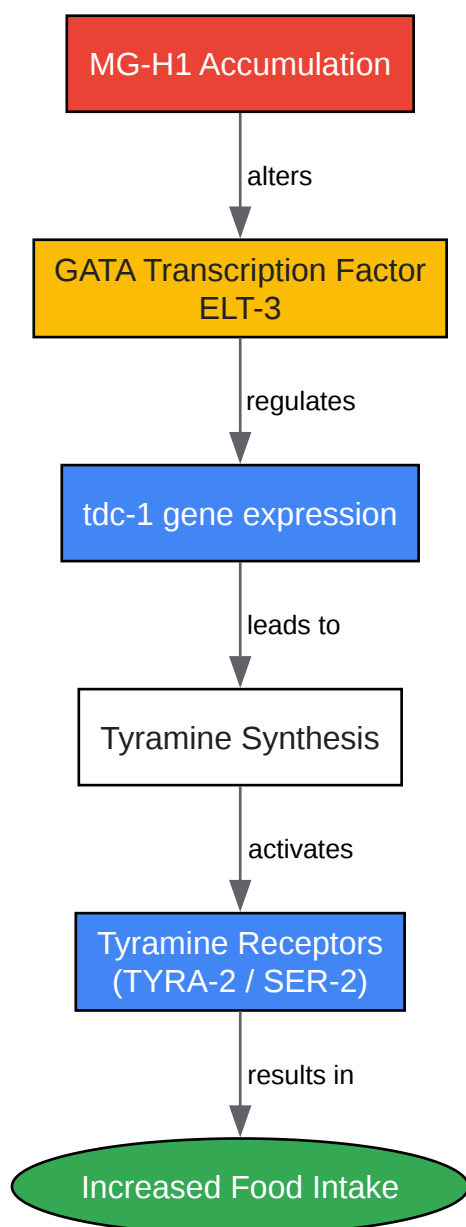 MG-H1 Accumulation
alters
GATA Transcription Factor
ELT-3
regulates
tdc-1 gene expression
leads to
Tyramine Synthesis
activates
Tyramine Receptors
(TYRA-2 / SER-2)
results in
Increased Food Intake